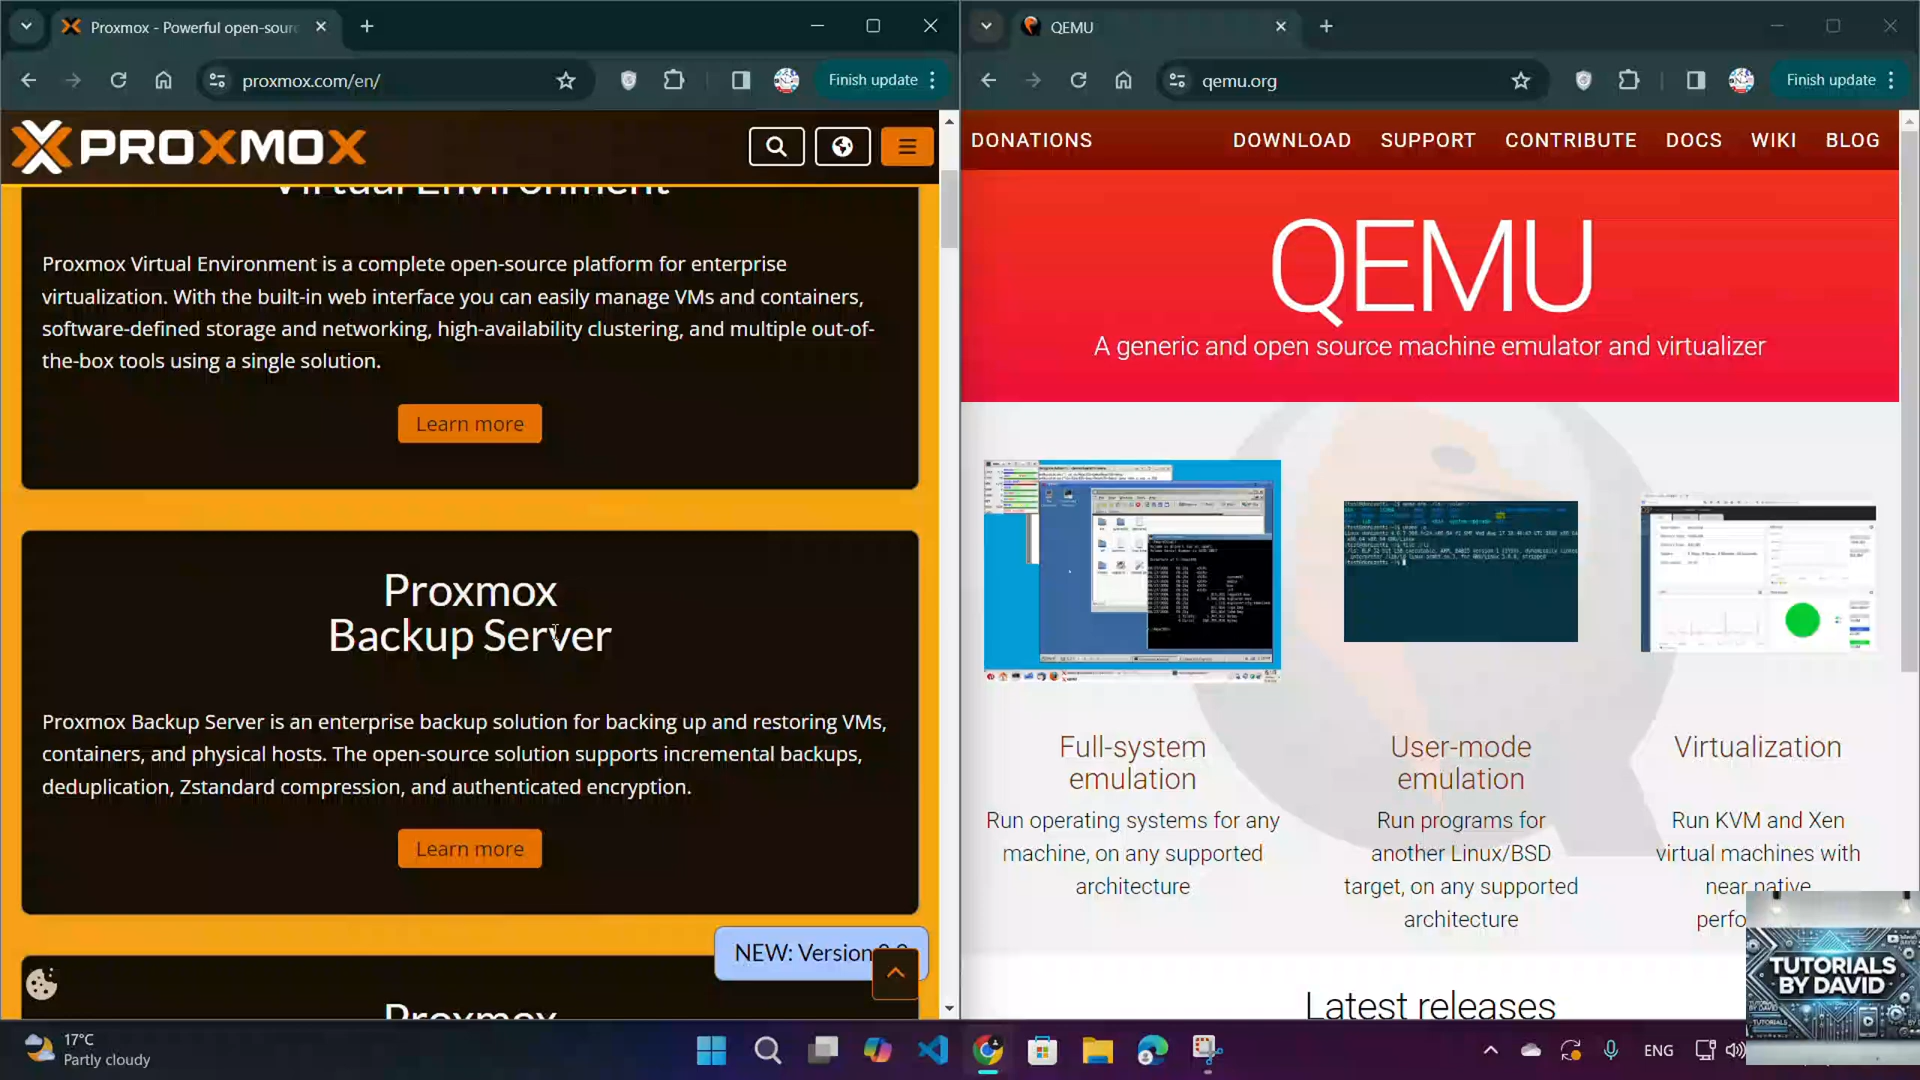 Proxmox - Powerful open-sour
proxmox.com/en/
Finish update
PROXMOX
Virtual Environment
Proxmox Virtual Environment is a complete open-source platform for enterprise
virtualization. With the built-in web interface you can easily manage VMs and containers,
software-defined storage and networking, high-availability clustering, and multiple out-of-
the-box tools using a single solution.
Learn more
Proxmox
Backup Server
Proxmox Backup Server is an enterprise backup solution for backing up and restoring VMs,
containers, and physical hosts. The open-source solution supports incremental backups,
deduplication, Zstandard compression, and authenticated encryption.
Learn more
NEW: Version
Proxmox
QEMU
qemu.org
Finish update
DONATIONS DOWNLOAD SUPPORT CONTRIBUTE DOCS WIKI BLOG
QEMU
A generic and open source machine emulator and virtualizer
Full-system
emulation
Run operating systems for any
machine, on any supported
architecture
User-mode
emulation
Run programs for
another Linux/BSD
target, on any supported
architecture
Virtualization
Run KVM and Xen
virtual machines with
near native
perfo
Latest releases
TUTORIALS
BY DAVID
17°C
Partly cloudy
ENG